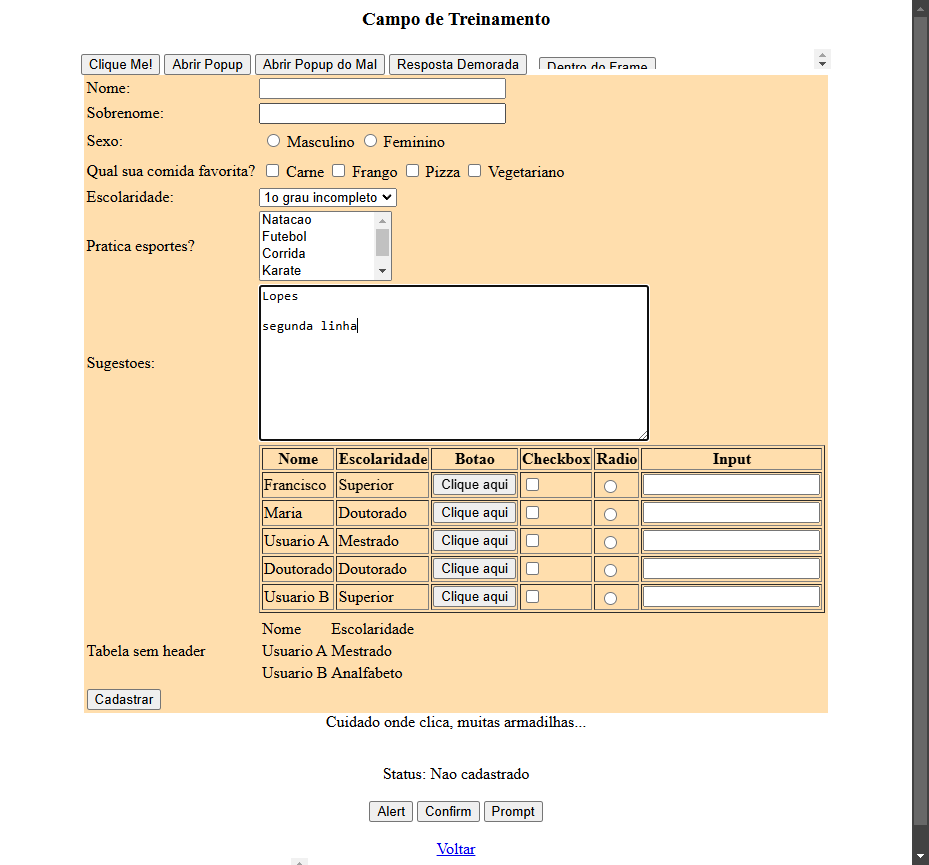 Campo de Treinamento
Clique Me! Abrir Popup Abrir Popup do Mal Resposta Demorada Dentro do Frame
Nome:
Sobrenome:
Sexo: Masculino Feminino
Qual sua comida favorita? Carne Frango Pizza Vegetariano
Escolaridade: 1o grau incompleto
Pratica esportes?
Natacao
Futebol
Corrida
Karate
Sugestoes:
Lopes
segunda linha
Nome Escolaridade Botao Checkbox Radio Input
Francisco Superior Clique aqui
Maria Doutorado Clique aqui
Usuario A Mestrado Clique aqui
Doutorado Doutorado Clique aqui
Usuario B Superior Clique aqui
Tabela sem header
Nome Escolaridade
Usuario A Mestrado
Usuario B Analfabeto
Cadastrar
Cuidado onde clica, muitas armadilhas...
Status: Nao cadastrado
Alert Confirm Prompt
Voltar